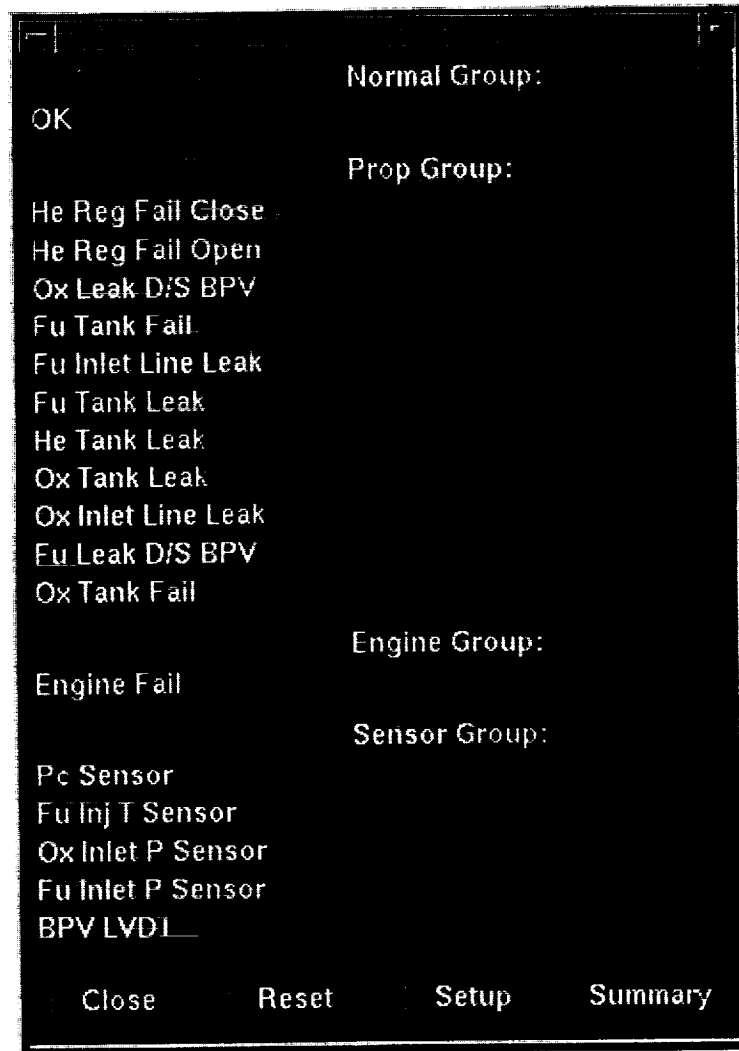 Normal Group:
OK
Prop Group:
He Reg Fail Close
He Reg Fail Open
Ox Leak D/S BPV
Fu Tank Fail
Fu Inlet Line Leak
Fu Tank Leak
He Tank Leak
Ox Tank Leak
Ox Inlet Line Leak
Fu Leak D/S BPV
Ox Tank Fail
Engine Group:
Engine Fail
Sensor Group:
Pc Sensor
Fu Inj T Sensor
Ox Inlet P Sensor
Fu Inlet P Sensor
BPV LVDT
Close Reset Setup Summary